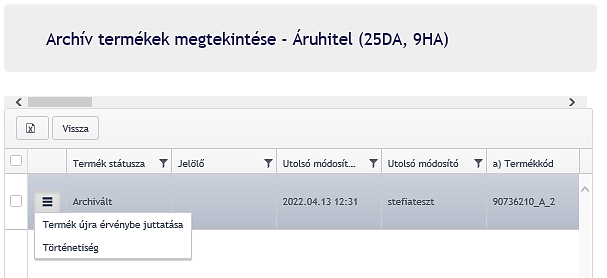 Archív termékek megtekintése - Áruhitel (25DA, 9HA)
Vissza
Termék státusza Jelölő Utolsó módosít... Utolsó módosító a) Termékkód
Archivált 2022.04.13 12:31 stefiateszt 90736210_A_2
Termék újra érvénybe juttatása
Történetiség